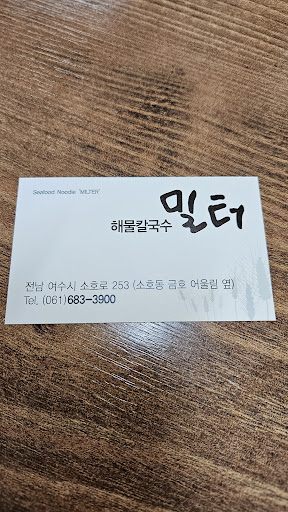 Seafood Noodle "MILTER"
해물칼국수 밀터
전남 여수시 소호로 253 (소호동 금호 어울림 옆)
Tel. (061)683-3900